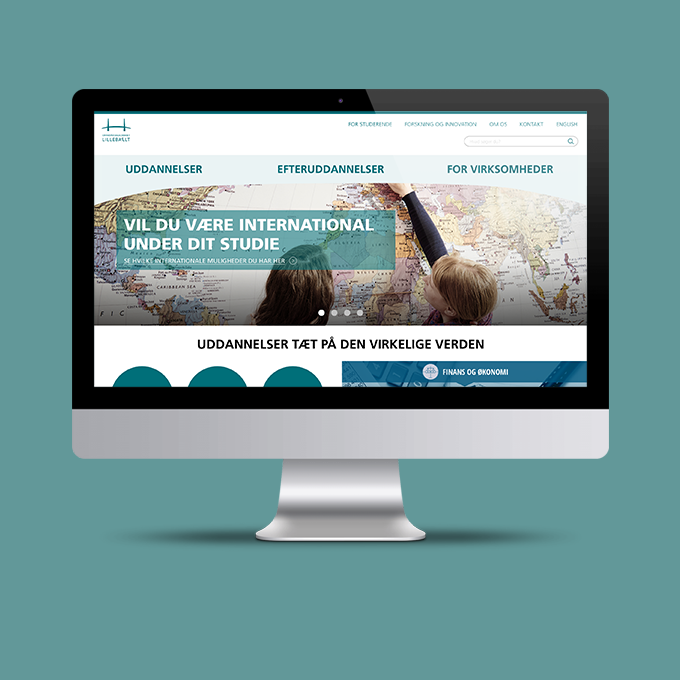 FOR STUDERENDE FORSKNING OG INNOVATION OM OS KONTAKT ENGLISH
LILLEBÆLT
UDDANNELSER EFTERUDDANNELSER FOR VIRKSOMHEDER
VIL DU VÆRE INTERNATIONAL
UNDER DIT STUDIE
SE HVILKE INTERNATIONALE MULIGHEDER DU HAR HER
CARIBBEAN SEA
UDDANNELSER TÆT PÅ DEN VIRKELIGE VERDEN
FINANS OG ØKONOMI